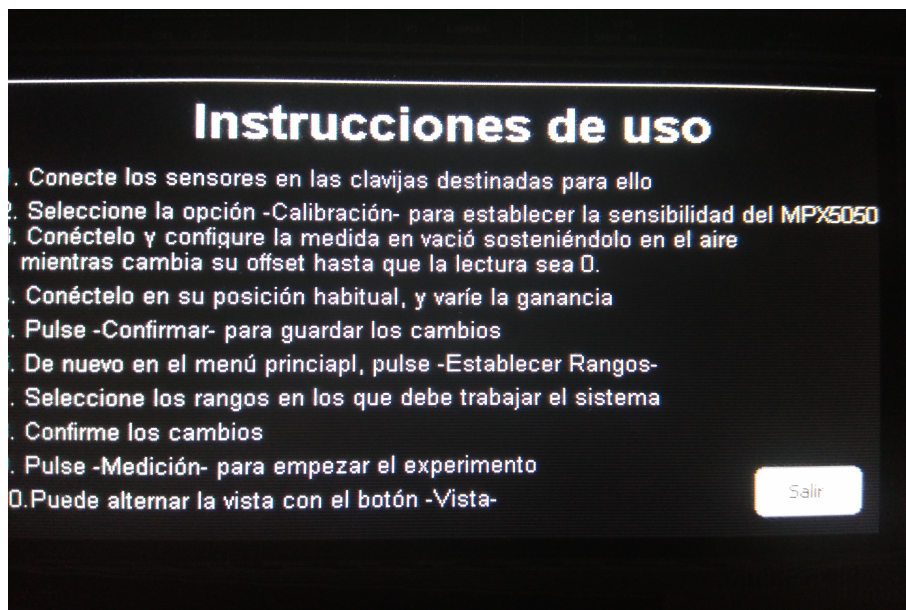 Instrucciones de uso
. Conecte los sensores en las clavijas destinadas para ello
2. Seleccione la opción -Calibración- para establecer la sensibilidad del MPX5050
3. Conéctelo y configure la medida en vació sosteniéndolo en el aire
mientras cambia su offset hasta que la lectura sea 0.
. Conéctelo en su posición habitual, y varíe la ganancia
. Pulse -Confirmar- para guardar los cambios
. De nuevo en el menú princiapl, pulse -Establecer Rangos-
. Seleccione los rangos en los que debe trabajar el sistema
. Confirme los cambios
. Pulse -Medición- para empezar el experimento
0.Puede alternar la vista con el botón -Vista-
Salir